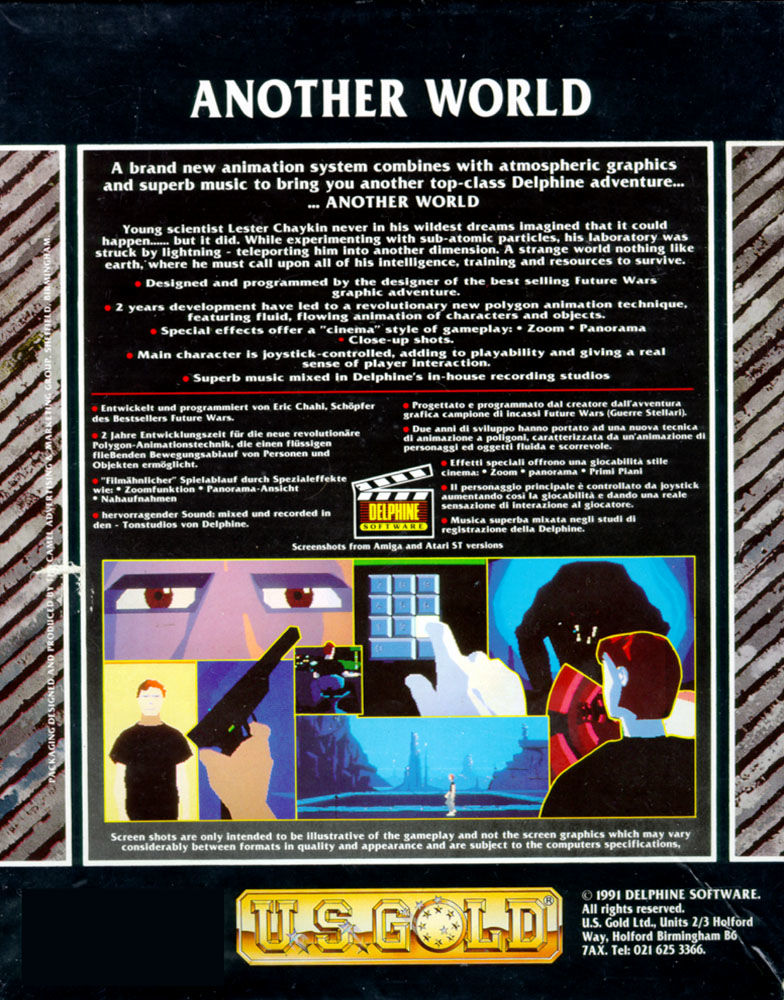 ANOTHER WORLD
A brand new animation system combines with atmospheric graphics
and superb music to bring you another top-class Delphine adventure...
... ANOTHER WORLD
Young scientist Lester Chaykin never in his wildest dreams imagined that it could
happen...... but it did. While experimenting with sub-atomic particles, his laboratory was
struck by lightning - teleporting him into another dimension. A strange world nothing like
earth, where he must call upon all of his intelligence, training and resources to survive.
• Designed and programmed by the designer of the best selling Future Wars
graphic adventure.
• 2 years development have led to a revolutionary new polygon animation technique,
featuring fluid, flowing animation of characters and objects.
• Special effects offer a "cinema" style of gameplay: • Zoom • Panorama
• Close-up shots.
• Main character is joystick-controlled, adding to playability and giving a real
sense of player interaction.
• Superb music mixed in Delphine's in-house recording studios
• Entwickelt und programmiert von Eric Chahl, Schöpfer
des Bestsellers Future Wars.
• 2 Jahre Entwicklungszeit für die neue revolutionäre
Polygon-Animationstechnik, die einen flüssigen
fließenden Bewegungsablauf von Personen und
Objekten ermöglicht.
• "Filmähnlicher" Spielablauf durch Spezialeffekte
wie: • Zoomfunktion • Panorama-Ansicht
• Nahaufnahmen
• hervorragender Sound: mixed und recorded in
den - Tonstudios von Delphine.
• Progettato e programmato dal creatore dall'avventura
grafica campione di incassi Future Wars (Guerre Stellari).
• Due anni di sviluppo hanno portato ad una nuova tecnica
di animazione a poligoni, caratterizzata da un'animazione di
personaggi ed oggetti fluida e scorrevole.
• Effetti speciali offrono una giocabilità stile
cinema: • Zoom • panorama • Primi Piani
• Il personaggio principale è controllato da joystick
aumentando cosi la giocabilità e dando una reale
sensazione di interazione al giocatore.
• Musica superba mixata negli studi di
registrazione della Delphine.
DELPHINE
SOFTWARE
Screenshots from Amiga and Atari ST versions
PACKAGING DESIGNED AND PRODUCED BY THE CAMEL ADVERTISING & MARKETING GROUP, SHEFFIELD, BIRMINGHAM.
Screen shots are only intended to be illustrative of the gameplay and not the screen graphics which may vary
considerably between formats in quality and appearance and are subject to the computers specifications,
U.S. GOLD®
© 1991 DELPHINE SOFTWARE.
All rights reserved.
U.S. Gold Ltd., Units 2/3 Holford
Way, Holford Birmingham B6
7AX. Tel: 021 625 3366.